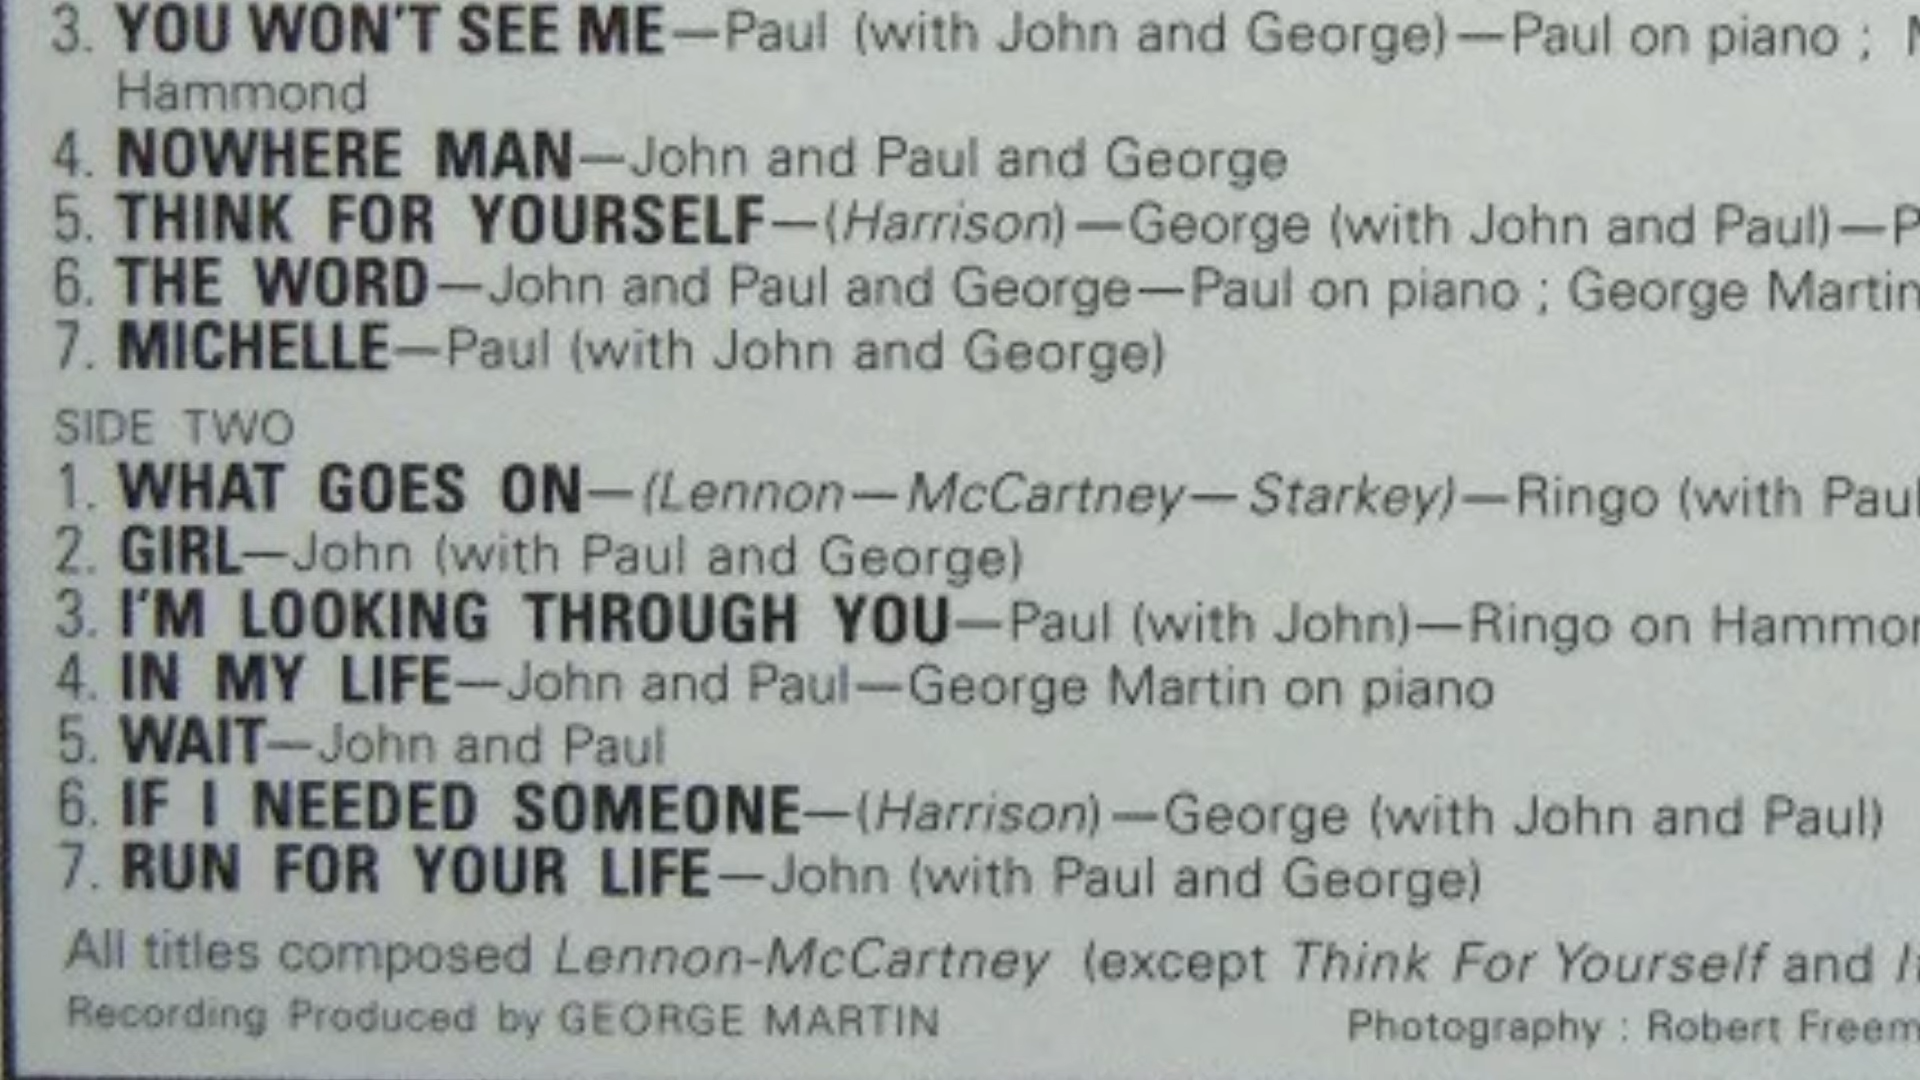 3. YOU WON'T SEE ME—Paul (with John and George)—Paul on piano ;
Hammond
4. NOWHERE MAN—John and Paul and George
5. THINK FOR YOURSELF—(Harrison)—George (with John and Paul)—P
6. THE WORD—John and Paul and George—Paul on piano ; George Martin
7. MICHELLE—Paul (with John and George)
SIDE TWO
1. WHAT GOES ON—(Lennon—McCartney—Starkey)—Ringo (with Paul
2. GIRL—John (with Paul and George)
3. I'M LOOKING THROUGH YOU—Paul (with John)—Ringo on Hammon
4. IN MY LIFE—John and Paul—George Martin on piano
5. WAIT—John and Paul
6. IF I NEEDED SOMEONE—(Harrison)—George (with John and Paul)
7. RUN FOR YOUR LIFE—John (with Paul and George)
All titles composed Lennon-McCartney (except Think For Yourself and I
Recording Produced by GEORGE MARTIN
Photography : Robert Freem